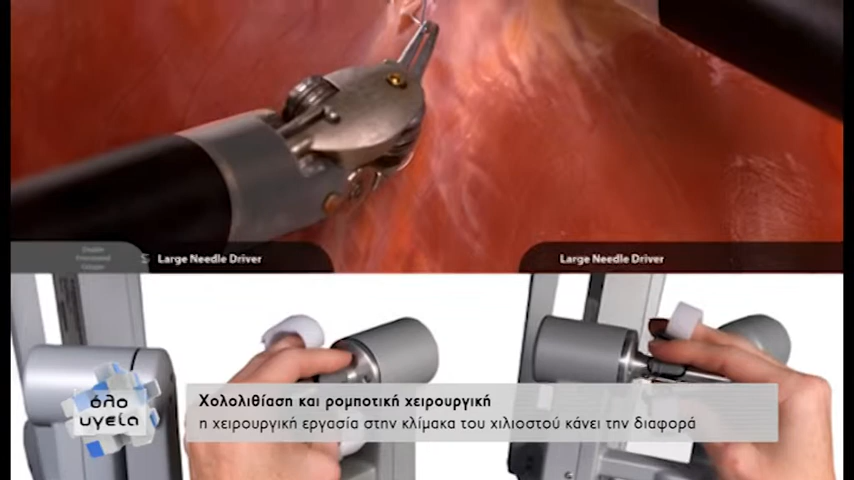 Large Needle Driver
Large Needle Driver
όλο
υγεία
Χολολιθίαση και ρομποτική χειρουργική
η χειρουργική εργασία στην κλίμακα του χιλιοστού κάνει την διαφορά